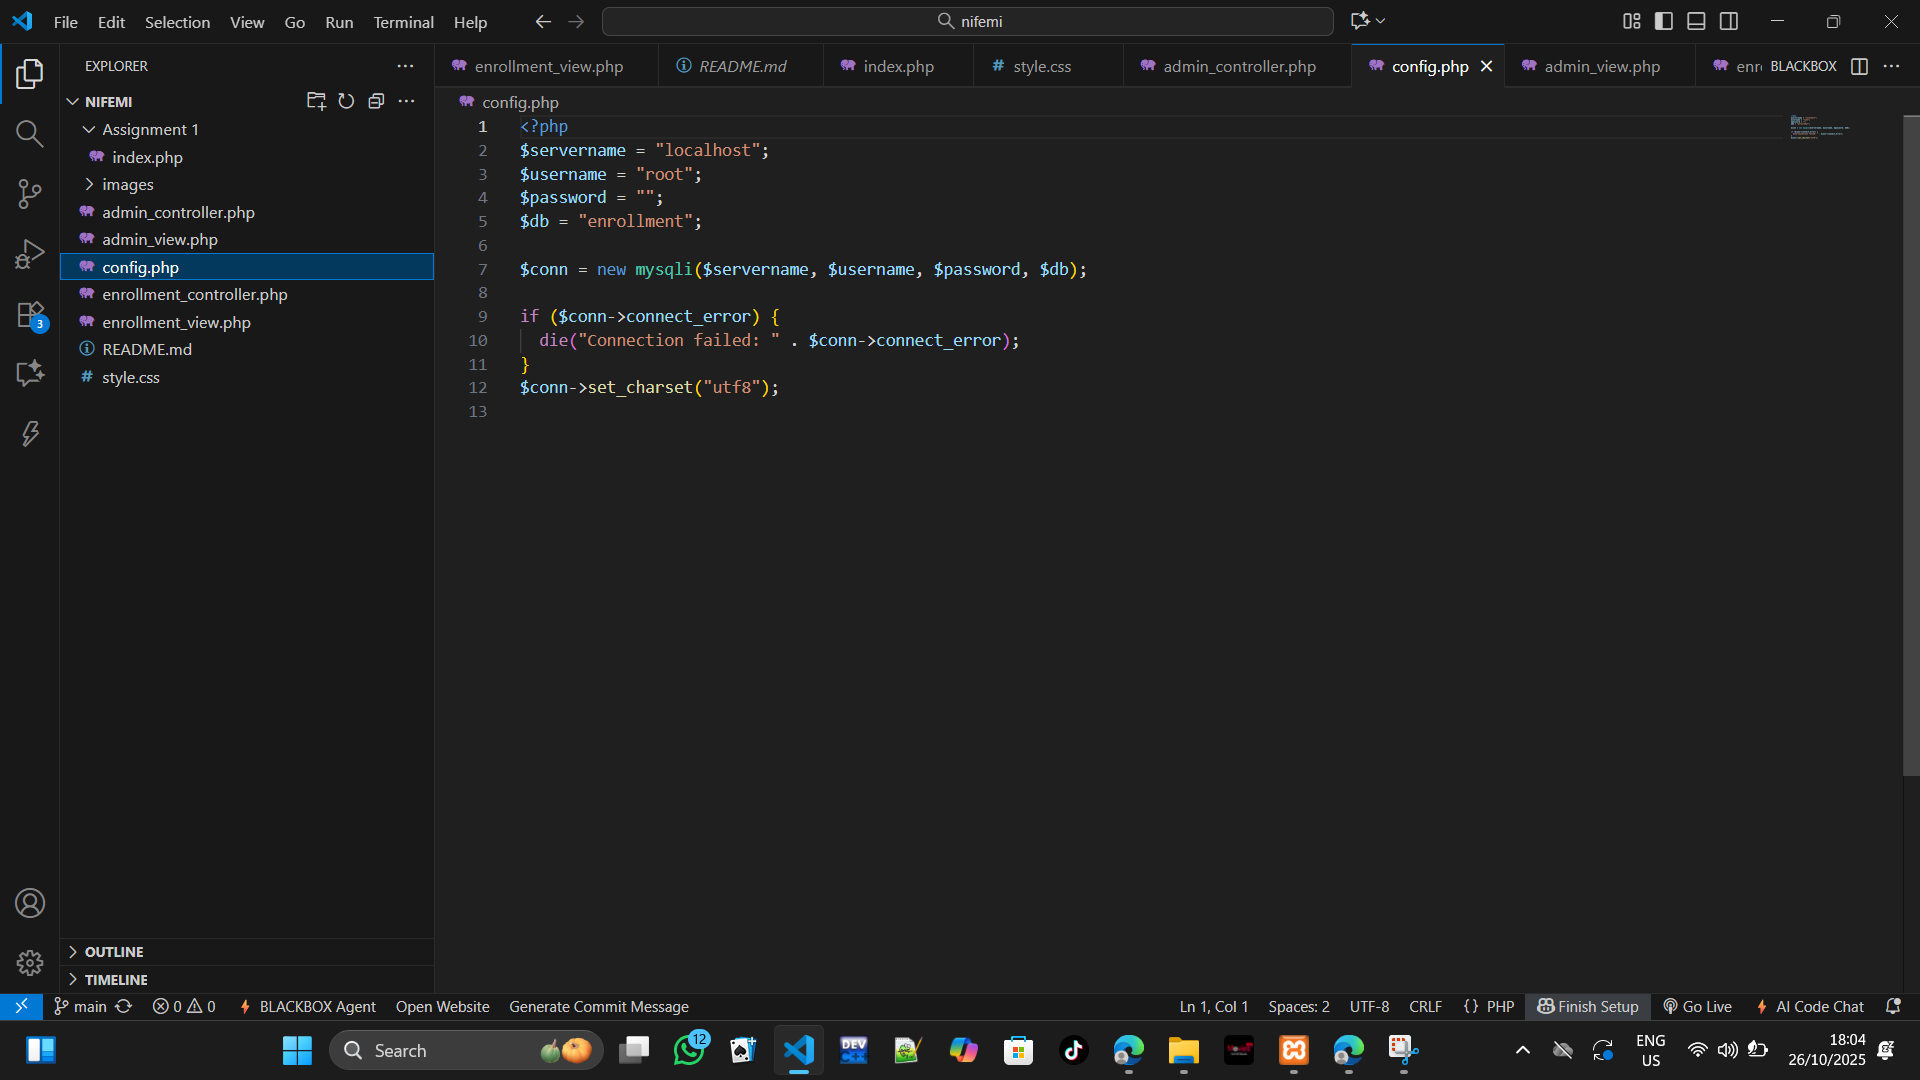 File Edit Selection View Go Run Terminal Help
nifemi
EXPLORER
NIFEMI
Assignment 1
index.php
images
admin_controller.php
admin_view.php
config.php
enrollment_controller.php
enrollment_view.php
README.md
# style.css
OUTLINE
TIMELINE
enrollment_view.php README.md index.php # style.css admin_controller.php config.php admin_view.php enr BLACKBOX
config.php
1 <?php
2 $servername = "localhost";
3 $username = "root";
4 $password = "";
5 $db = "enrollment";
6
7 $conn = new mysqli($servername, $username, $password, $db);
8
9 if ($conn->connect_error) {
10 die("Connection failed: " . $conn->connect_error);
11 }
12 $conn->set_charset("utf8");
13
3
main 0 0 BLACKBOX Agent Open Website Generate Commit Message Ln 1, Col 1 Spaces: 2 UTF-8 CRLF {} PHP Finish Setup Go Live AI Code Chat
Search
12
DEV
ENG
US
18:04
26/10/2025